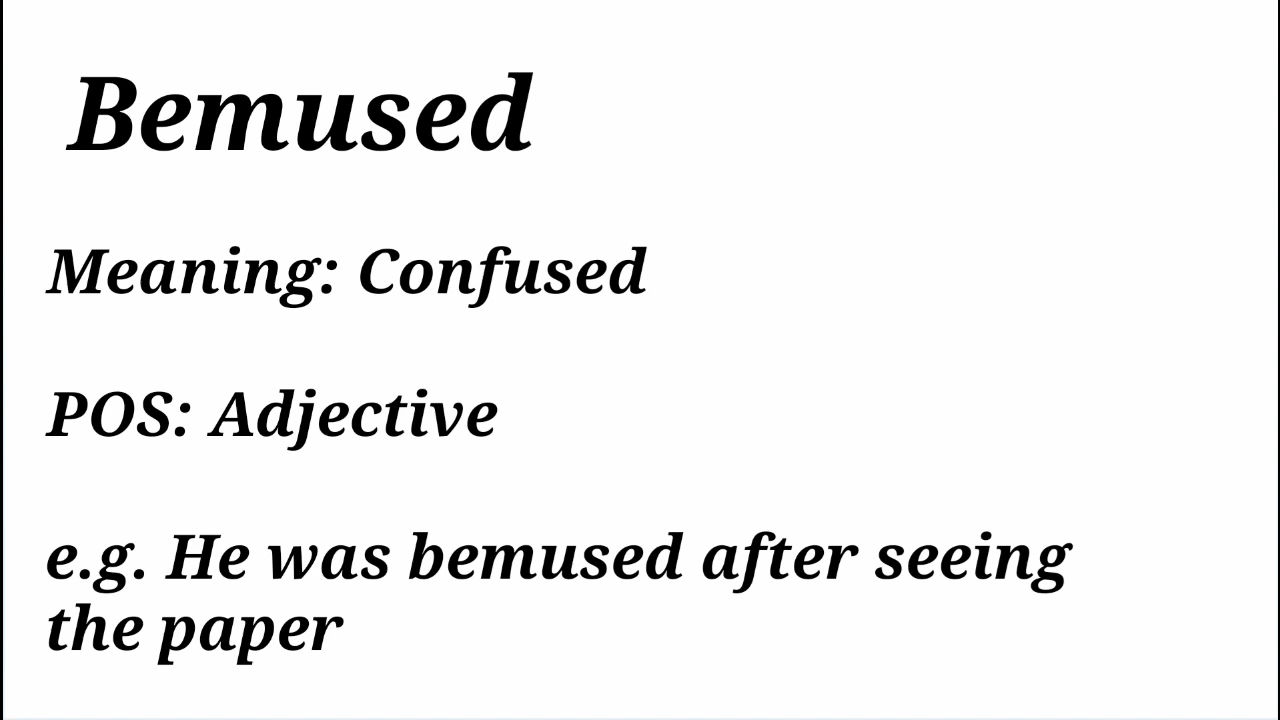 Bemused
Meaning: Confused
POS: Adjective
e.g. He was bemused after seeing
the paper